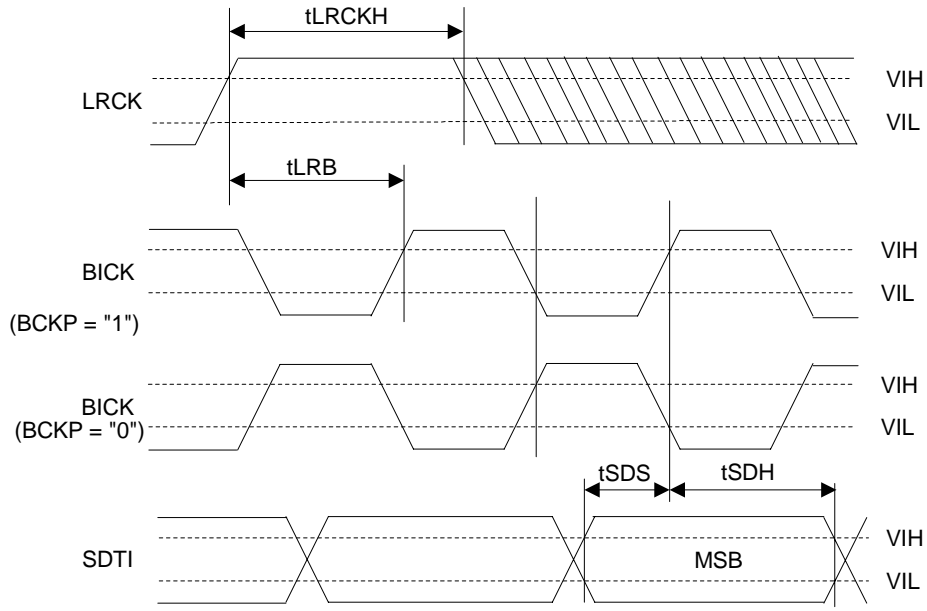 tLRCKH
VIH
LRCK
VIL
tLRB
VIH
BICK
VIL
(BCKP = "1")
VIH
BICK
(BCKP = "0")
VIL
tSDS
tSDH
VIH
SDTI
MSB
VIL